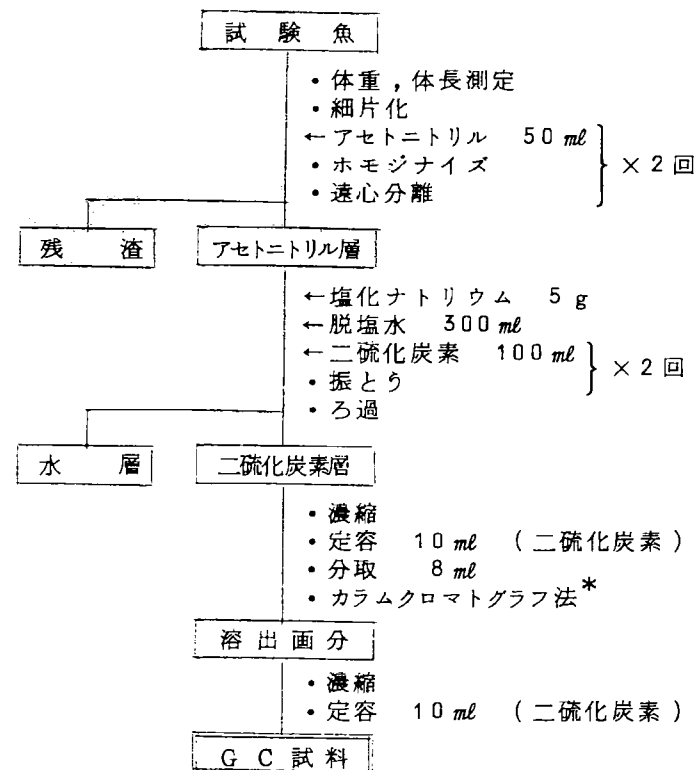 試験魚
・体重,体長測定
・細片化
←アセトニトリル 50 ml
・ホモジナイズ
・遠心分離
} × 2 回
残渣 アセトニトリル層
←塩化ナトリウム 5 g
←脱塩水 300 ml
←二硫化炭素 100 ml
・振とう
} × 2 回
・ろ過
水層 二硫化炭素層
・濃縮
・定容 10 ml (二硫化炭素)
・分取 8 ml
・カラムクロマトグラフ法*
溶出画分
・濃縮
・定容 10 ml (二硫化炭素)
GC試料